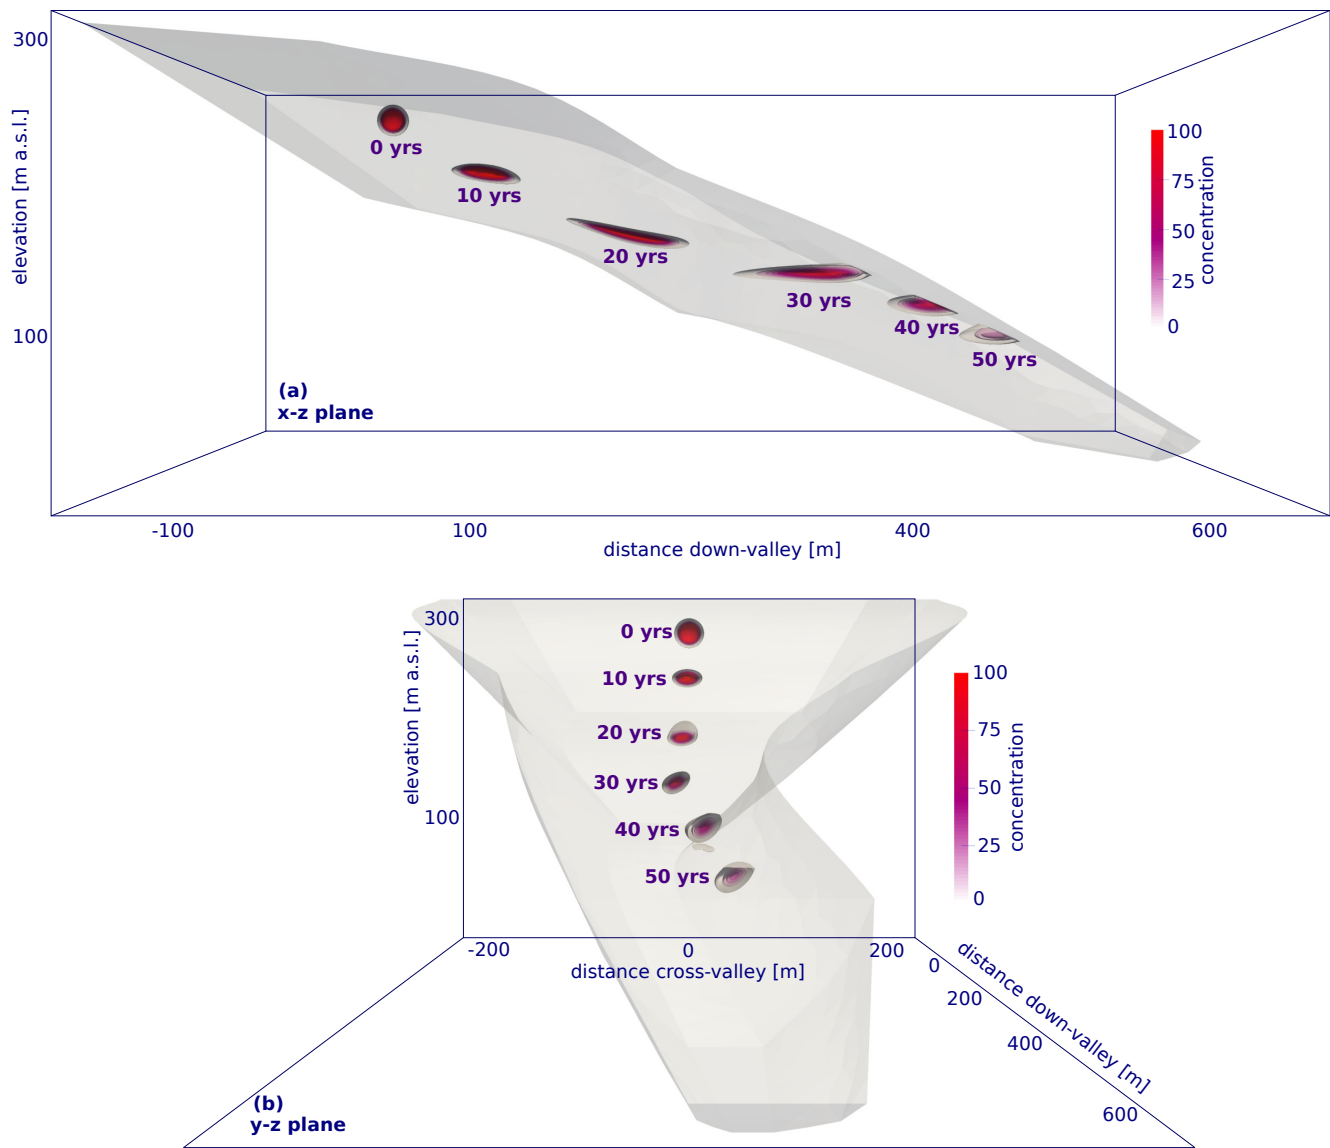 300
elevation [m a.s.l.]
100
0 yrs
10 yrs
20 yrs
30 yrs
40 yrs
50 yrs
100
75
50
25
0
concentration
(a)
x-z plane
-100
100
400
600
distance down-valley [m]
300
elevation [m a.s.l.]
100
0 yrs
10 yrs
20 yrs
30 yrs
40 yrs
50 yrs
100
75
50
25
0
concentration
-200
0
200
distance cross-valley [m]
0
200
400
600
distance down-valley [m]
(b)
y-z plane